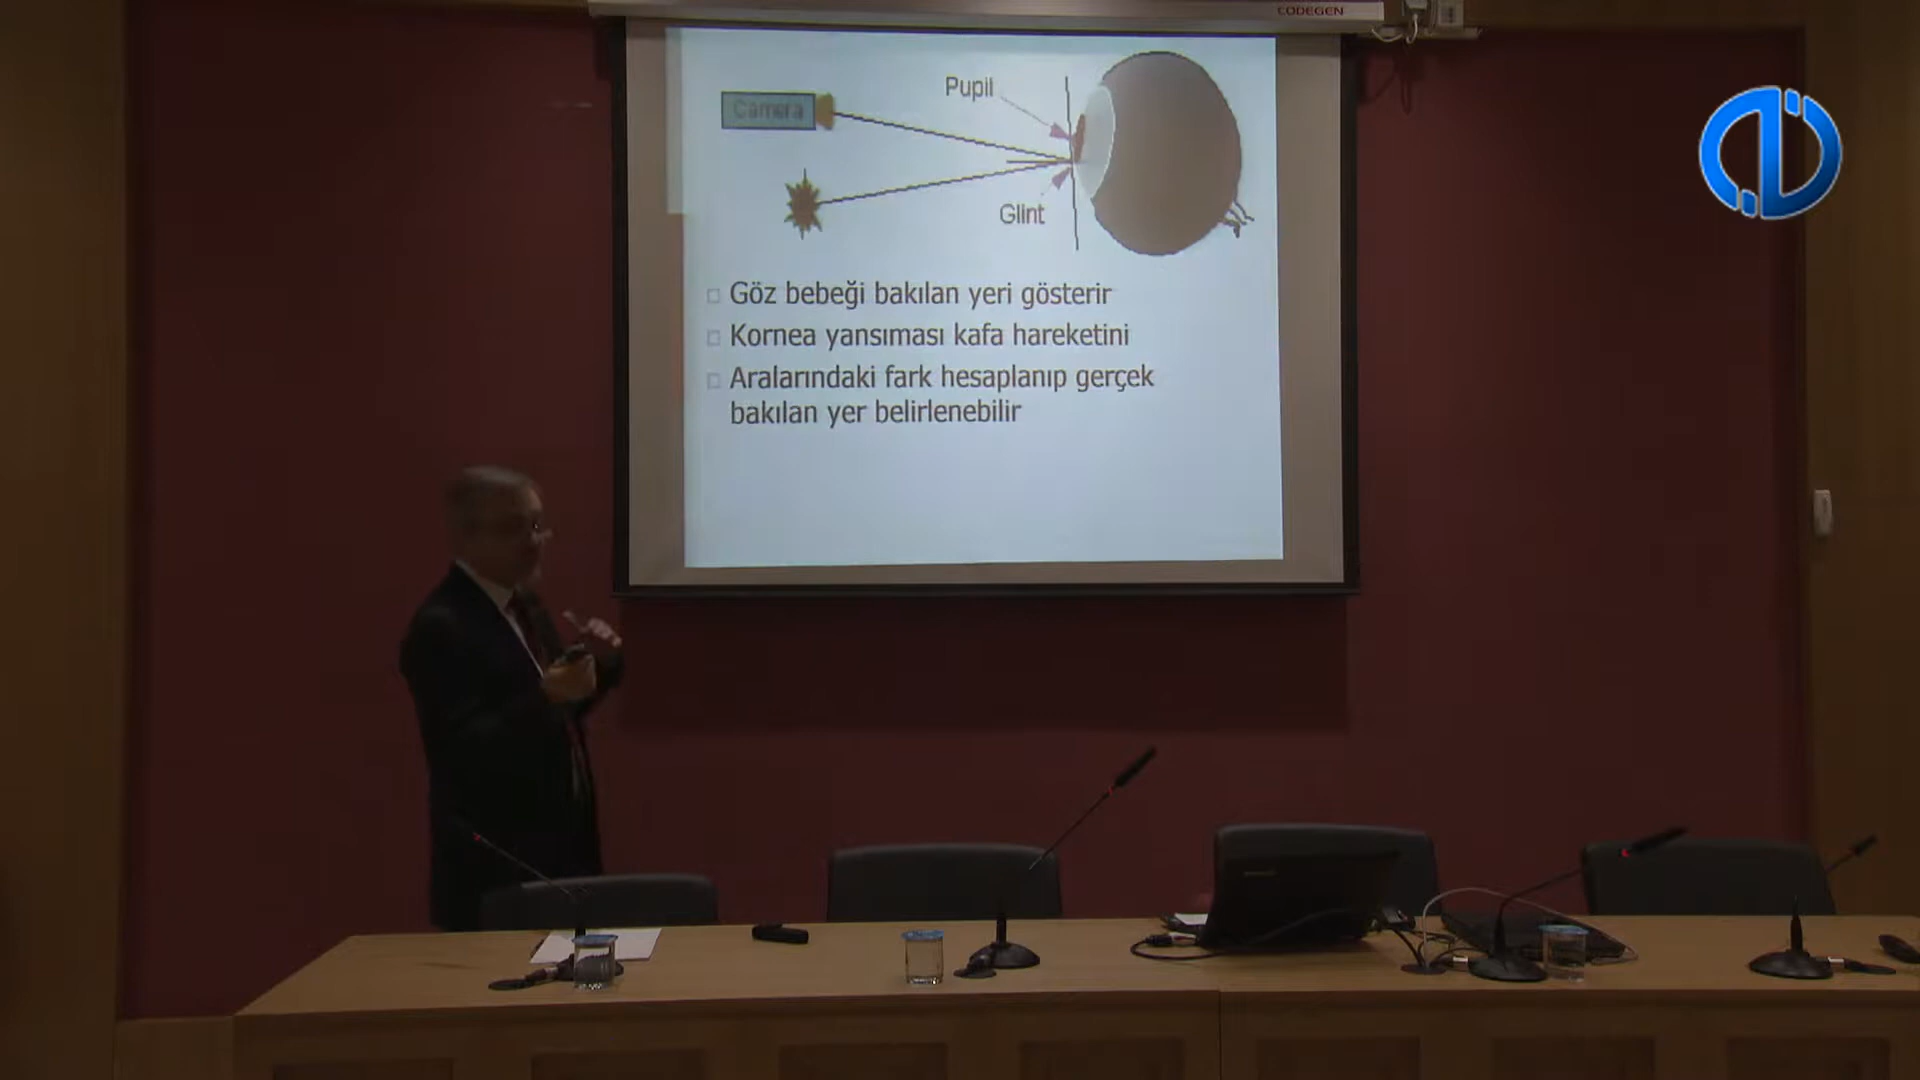 CODEGEN
Pupil
Camera
Glint
Göz bebeği bakılan yeri gösterir
Kornea yansıması kafa hareketini
Aralarındaki fark hesaplanıp gerçek
bakılan yer belirlenebilir